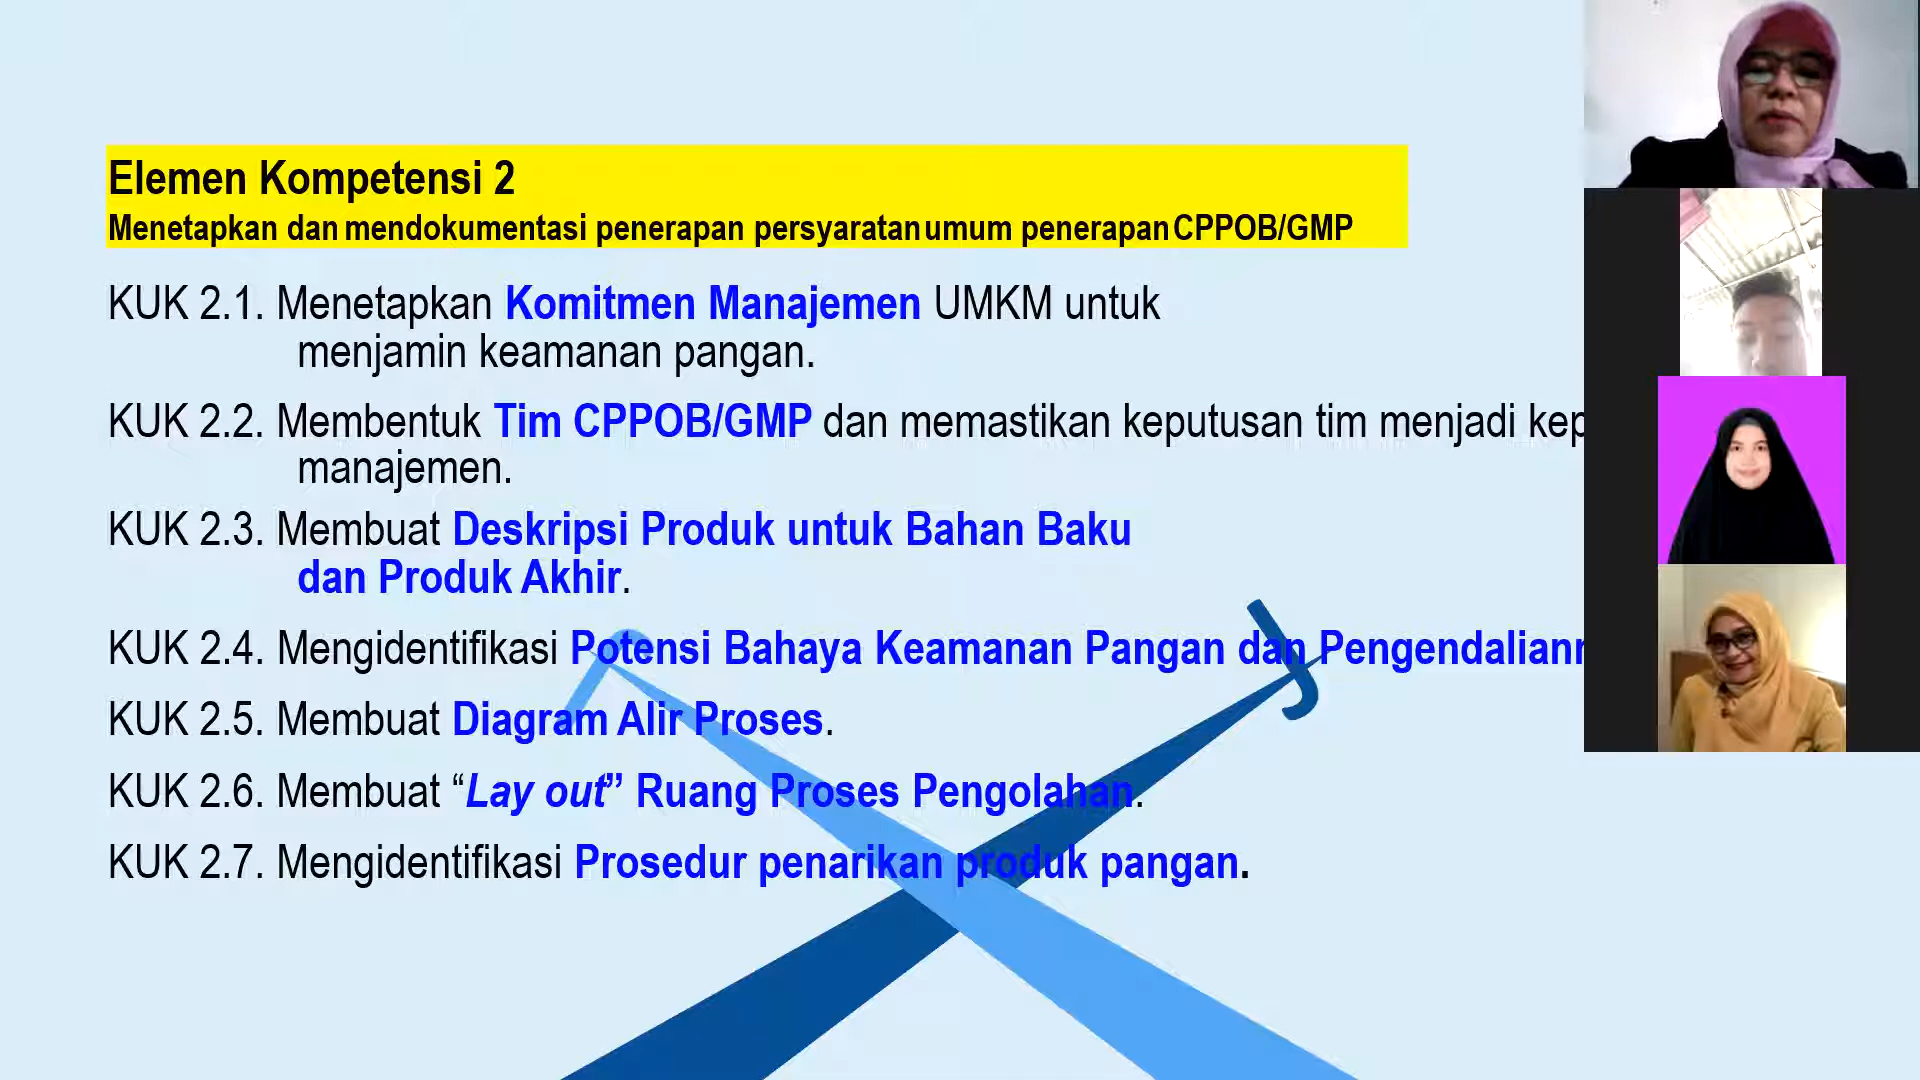 Elemen Kompetensi 2
Menetapkan dan mendokumentasi penerapan persyaratan umum penerapan CPPOB/GMP
KUK 2.1. Menetapkan Komitmen Manajemen UMKM untuk
menjamin keamanan pangan.
KUK 2.2. Membentuk Tim CPPOB/GMP dan memastikan keputusan tim menjadi
manajemen.
KUK 2.3. Membuat Deskripsi Produk untuk Bahan Baku
dan Produk Akhir.
KUK 2.4. Mengidentifikasi Potensi Bahaya Keamanan Pangan dan
KUK 2.5. Membuat Diagram Alir Proses.
KUK 2.6. Membuat “Lay out” Ruang Proses Pengolahan.
KUK 2.7. Mengidentifikasi Prosedur penarikan produk pangan.